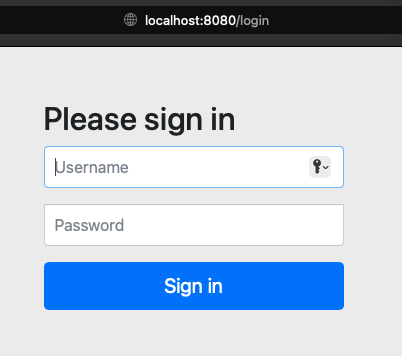 localhost:8080/login
Please sign in
Username
Password
Sign in